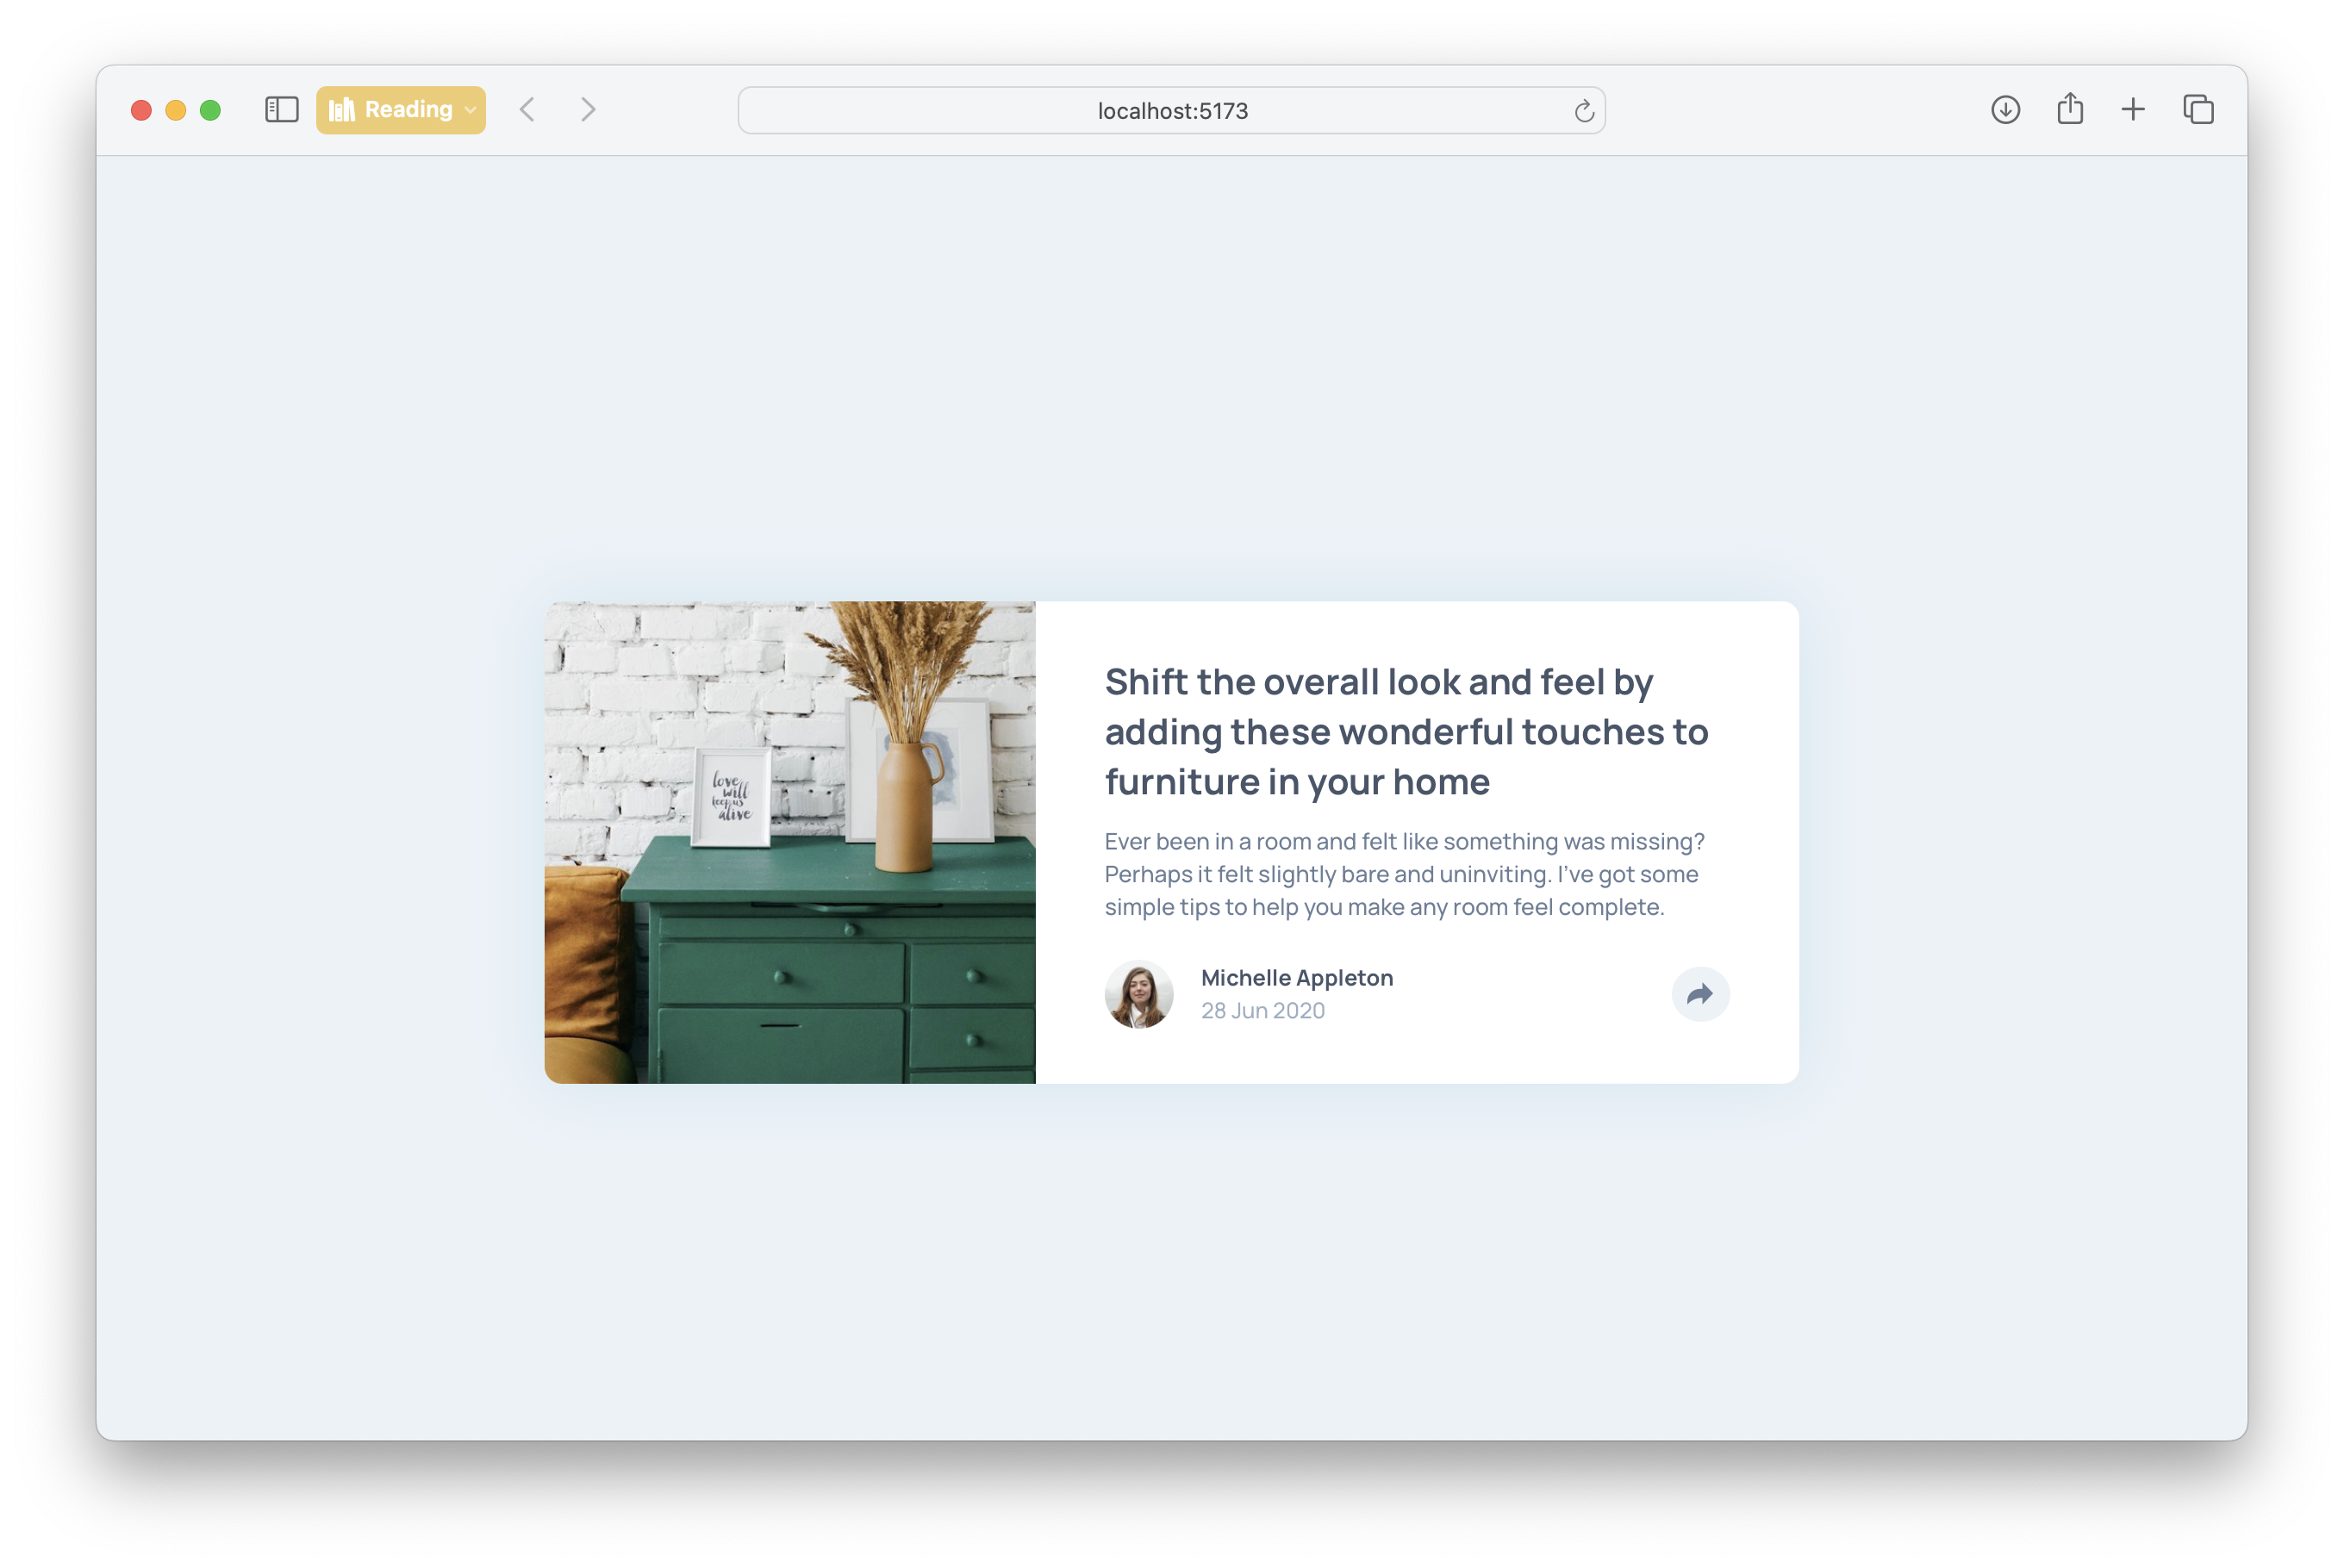 Reading
localhost:5173
Shift the overall look and feel by
adding these wonderful touches to
furniture in your home
love
will
keep us
alive
Ever been in a room and felt like something was missing?
Perhaps it felt slightly bare and uninviting. I’ve got some
simple tips to help you make any room feel complete.
Michelle Appleton
28 Jun 2020